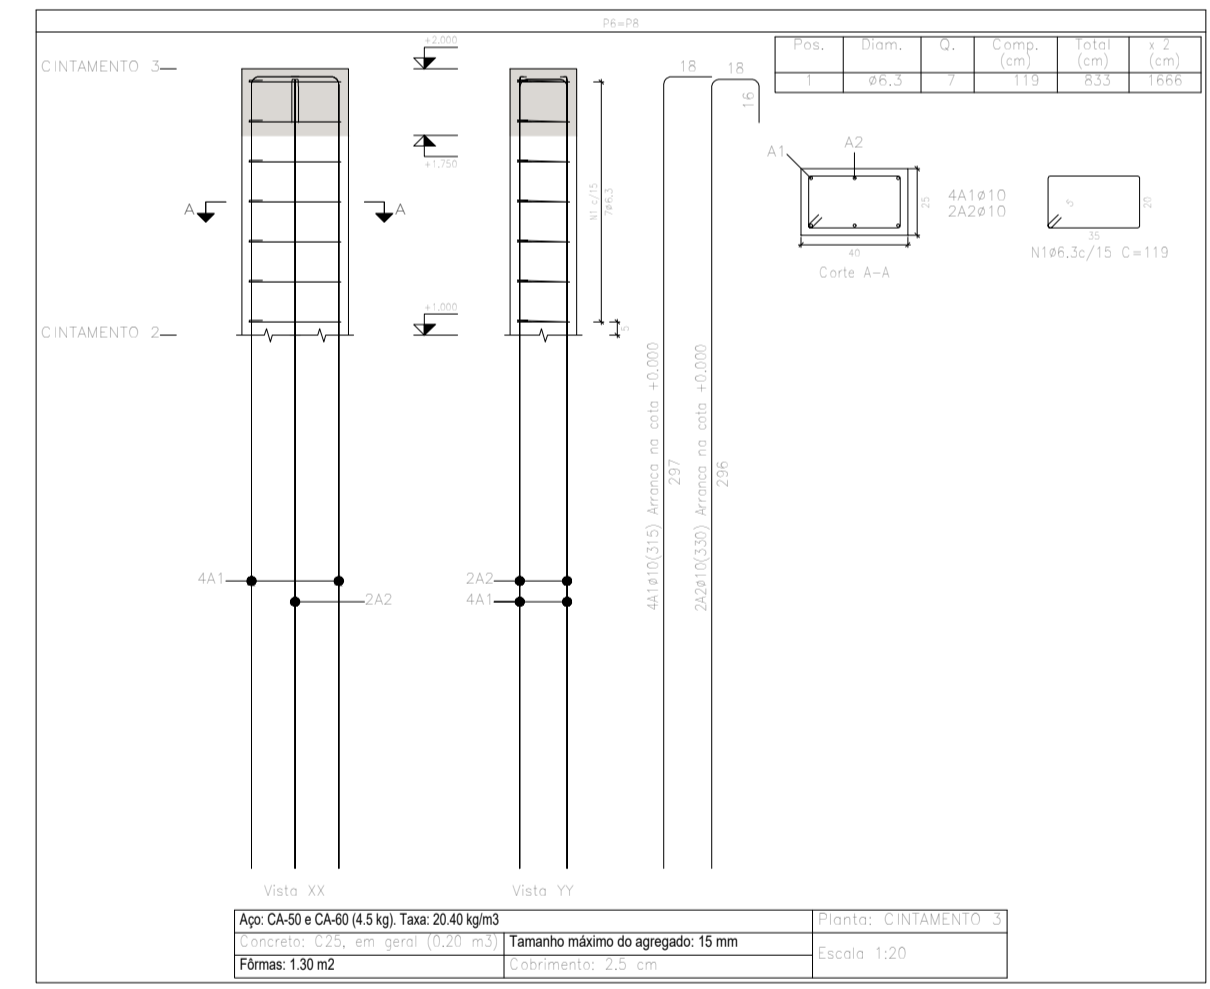 P6=P8
CINTAMENTO 3
+2,000
+1,750
A A
+1,000
CINTAMENTO 2
4A1
2A2
Vista XX
N1 c/15
7ø6.3
5
2A2
4A1
Vista YY
18
297
4A1ø10(315) Arranca na cota +0.000
18
16
296
2A2ø10(330) Arranca na cota +0.000
Pos. Diam. Q. Comp. (cm) Total (cm) x 2 (cm)
1 ø6.3 7 119 833 1666
A1
A2
25
40
4A1ø10
2A2ø10
Corte A-A
5
20
35
N1ø6.3c/15 C=119
Aço: CA-50 e CA-60 (4.5 kg). Taxa: 20.40 kg/m3
Planta: CINTAMENTO 3
Concreto: C25, em geral (0.20 m3)
Tamanho máximo do agregado: 15 mm
Escala 1:20
Fôrmas: 1.30 m2
Cobrimento: 2.5 cm